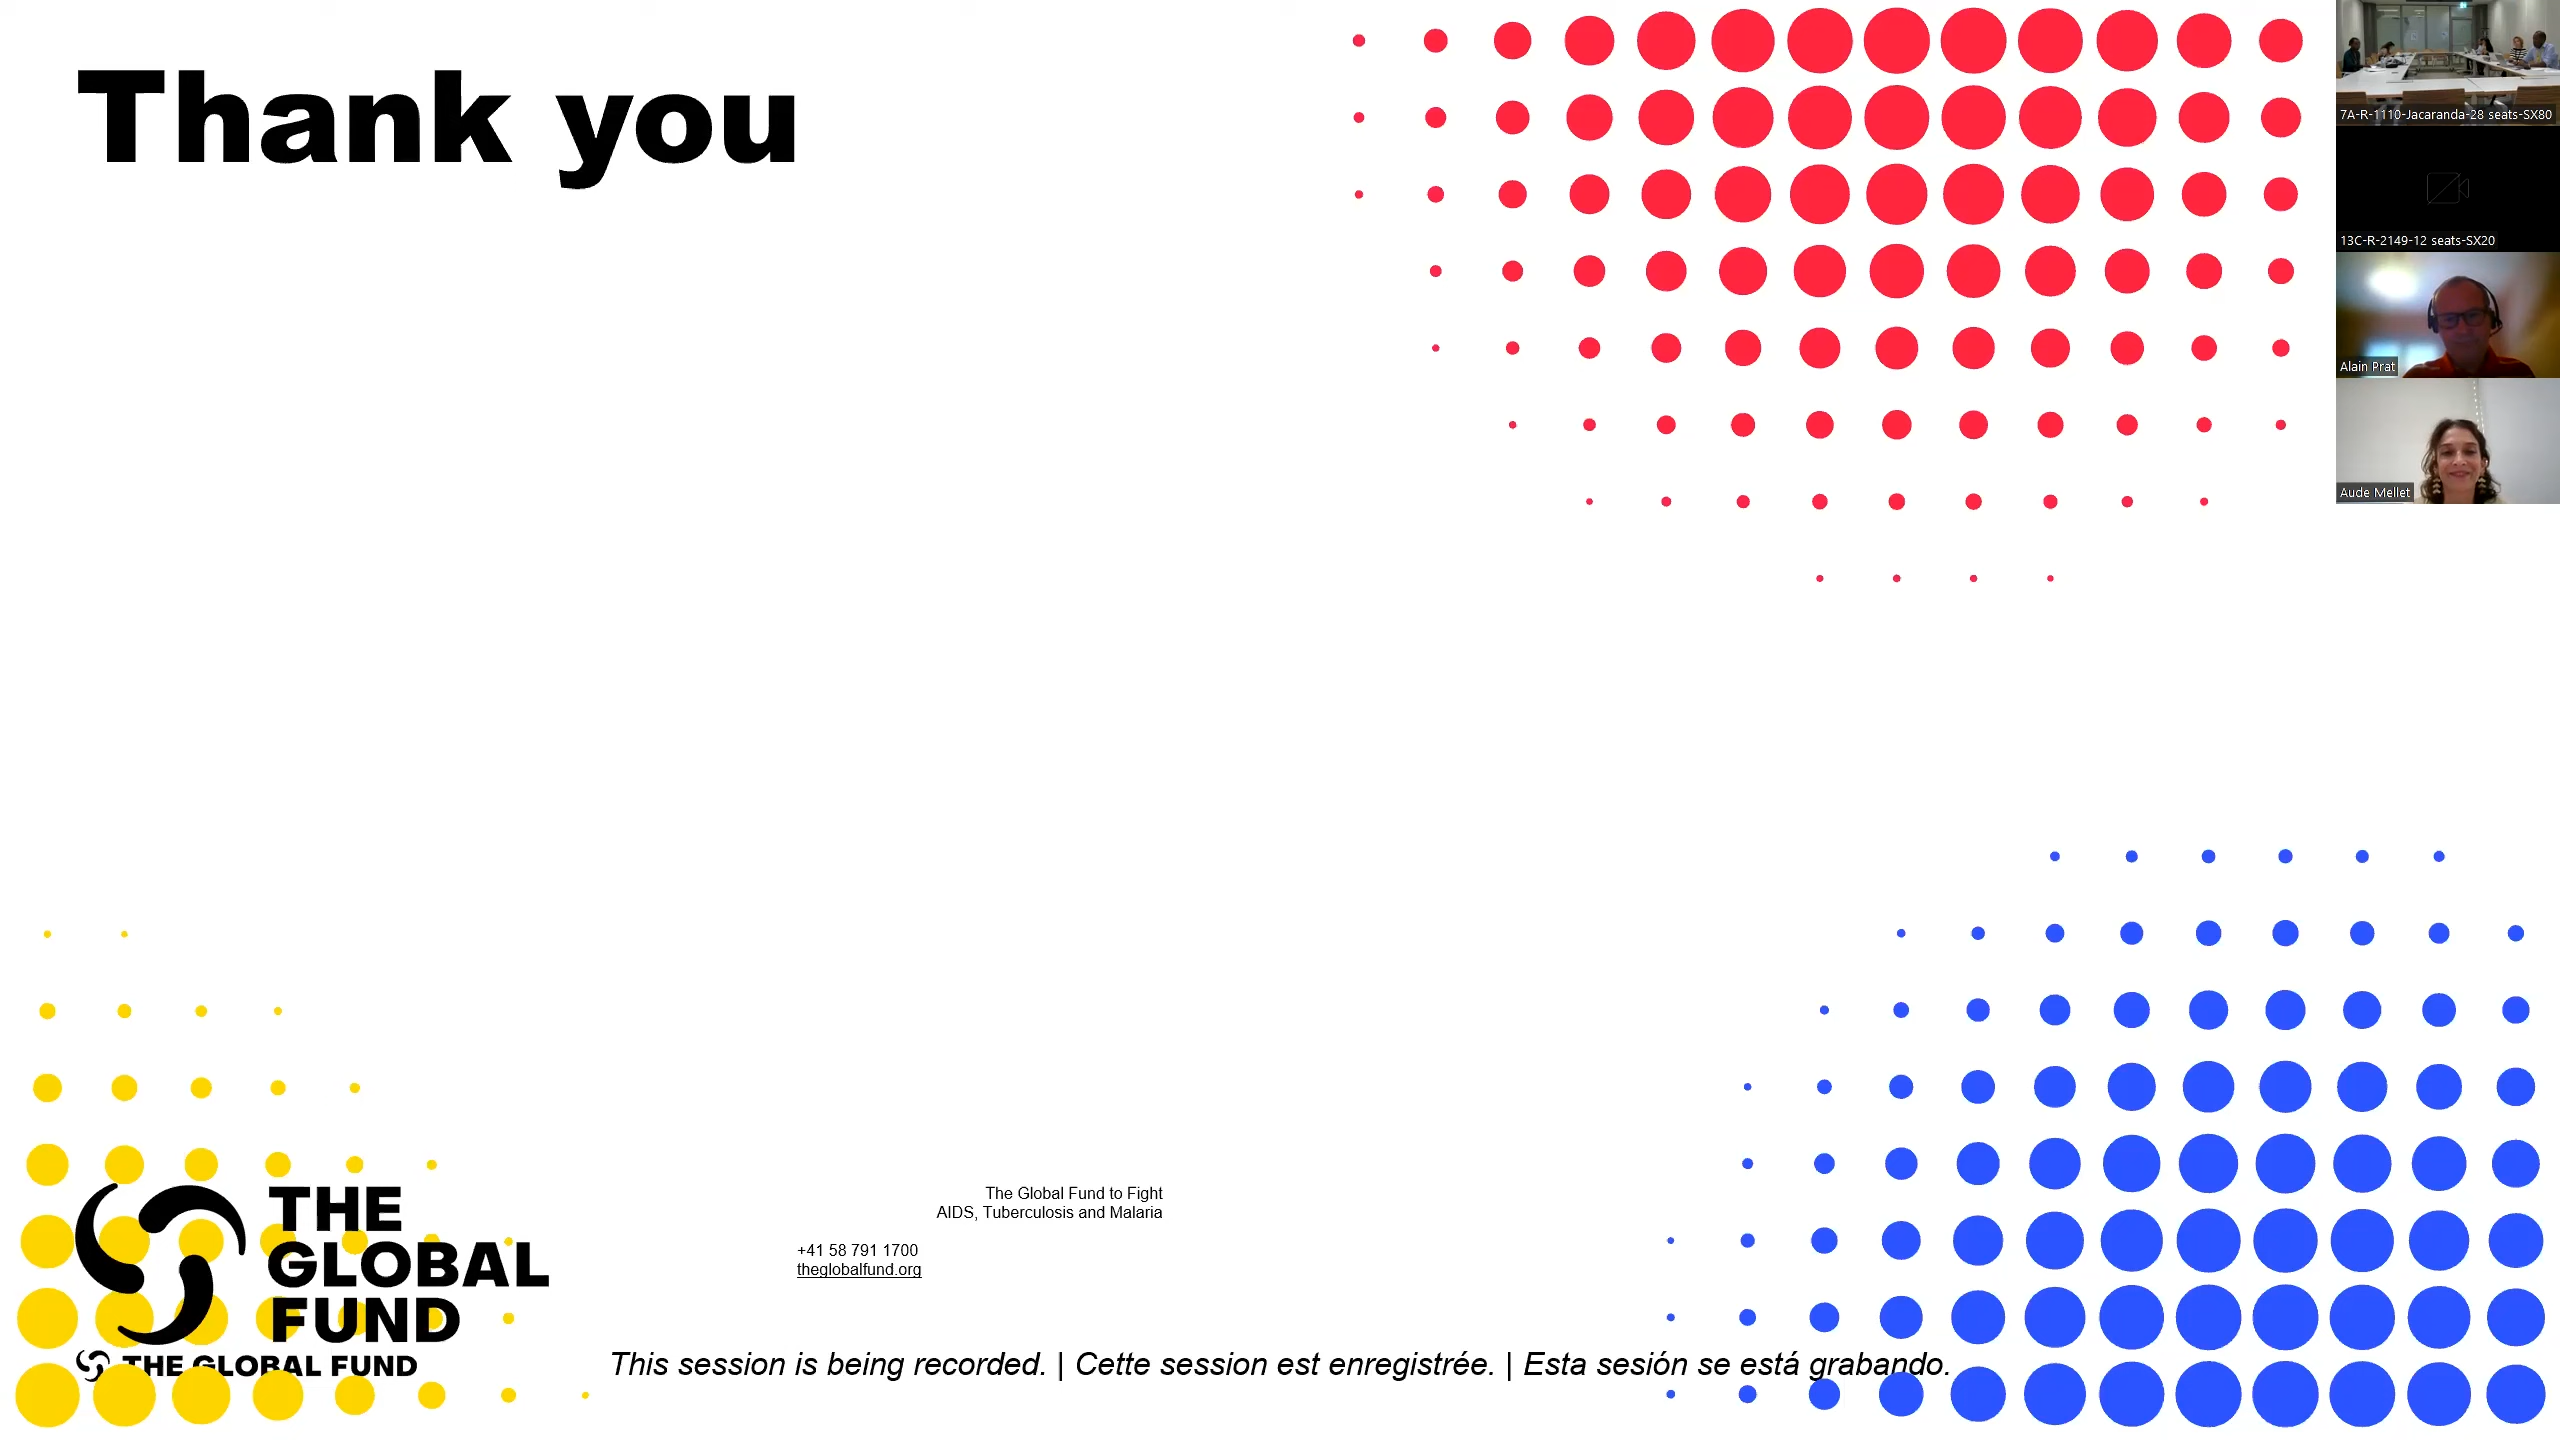 Thank you
7A-R-1110-Jacaranda-28 seats-SX80
13C-R-2149-12 seats-SX20
Alain Prat
Aude Mellet
The Global Fund to Fight
AIDS, Tuberculosis and Malaria
+41 58 791 1700
theglobalfund.org
THE
GLOBAL
FUND
THE GLOBAL FUND
This session is being recorded. | Cette session est enregistrée. | Esta sesión se está grabando.